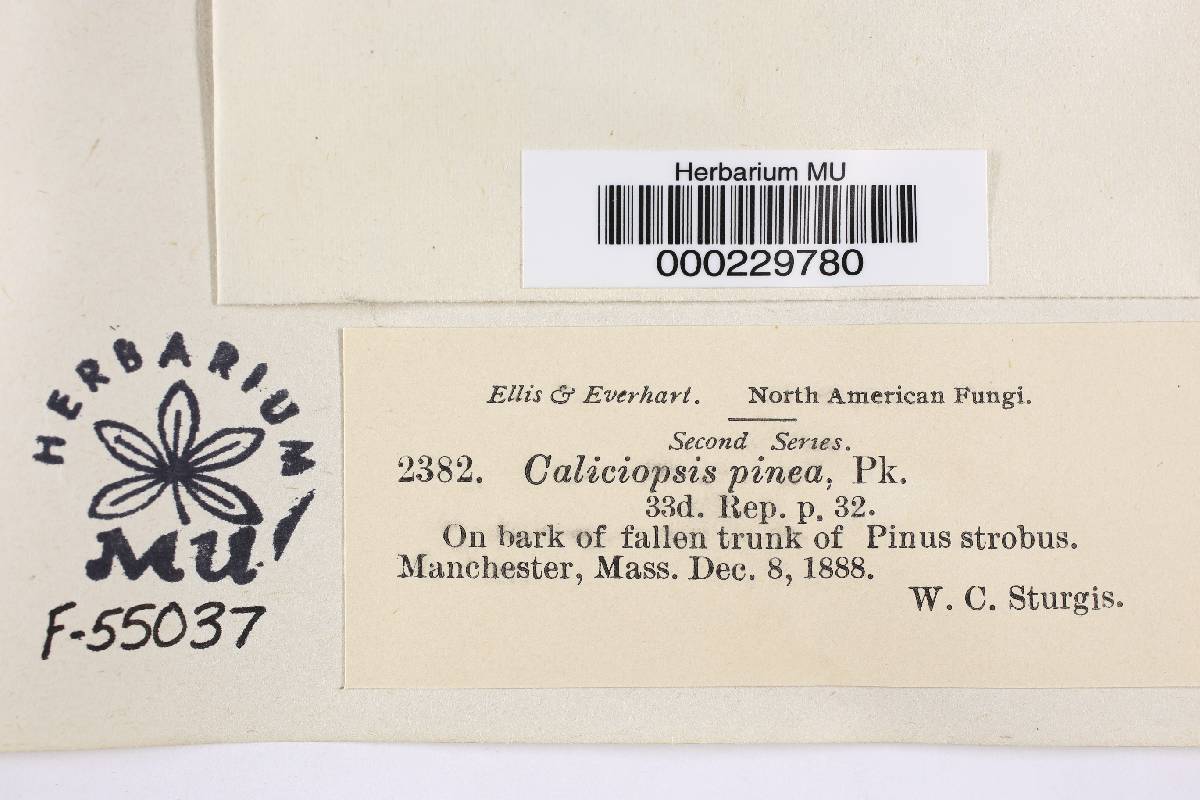 Herbarium MU
000229780
HERBARIUM
MU
F-55037
Ellis & Everhart. North American Fungi.
Second Series.
2382. Caliciopsis pinea, Pk.
33d. Rep. p. 32.
On bark of fallen trunk of Pinus strobus.
Manchester, Mass. Dec. 8, 1888.
W. C. Sturgis.